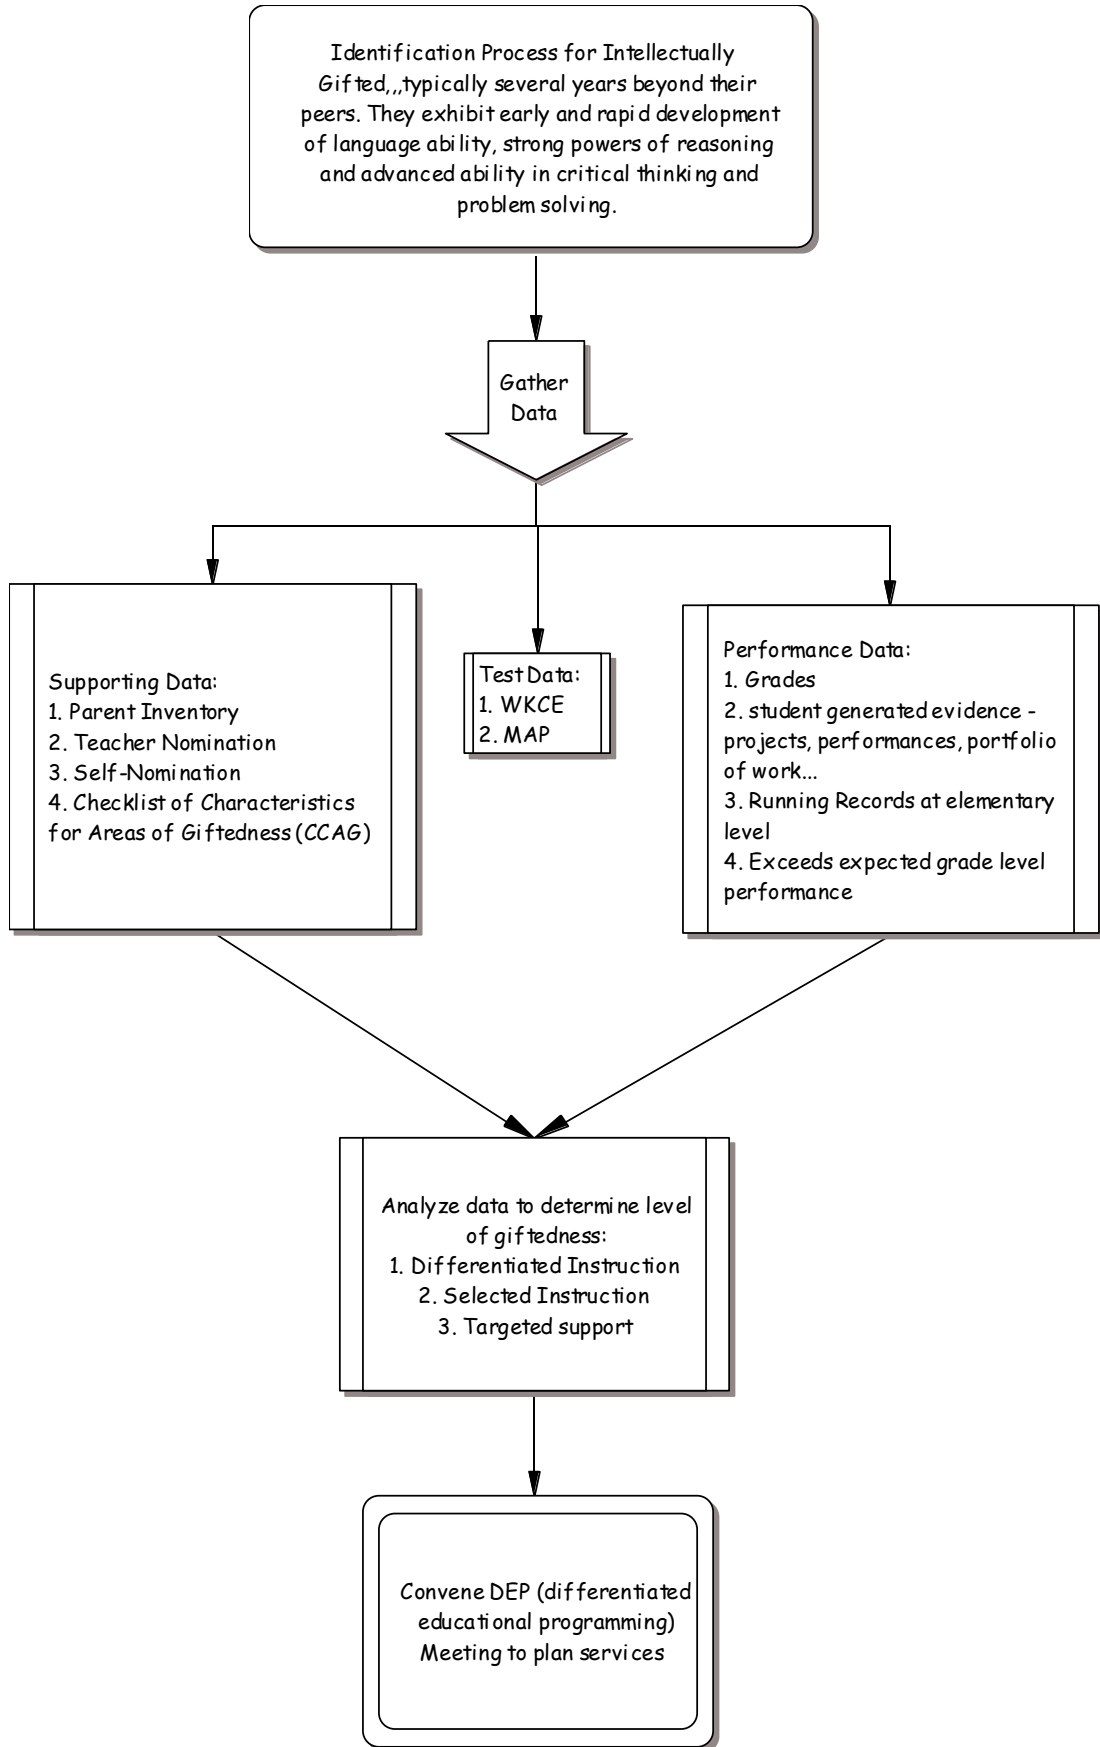 Identification Process for Intellectually
Gifted,,,typically several years beyond their
peers. They exhibit early and rapid development
of language ability, strong powers of reasoning
and advanced ability in critical thinking and
problem solving.
Gather
Data
Supporting Data:
1. Parent Inventory
2. Teacher Nomination
3. Self-Nomination
4. Checklist of Characteristics
for Areas of Giftedness (CCAG)
Test Data:
1. WKCE
2. MAP
Performance Data:
1. Grades
2. student generated evidence -
projects, performances, portfolio
of work...
3. Running Records at elementary
level
4. Exceeds expected grade level
performance
Analyze data to determine level
of giftedness:
1. Differentiated Instruction
2. Selected Instruction
3. Targeted support
Convene DEP (differentiated
educational programming)
Meeting to plan services